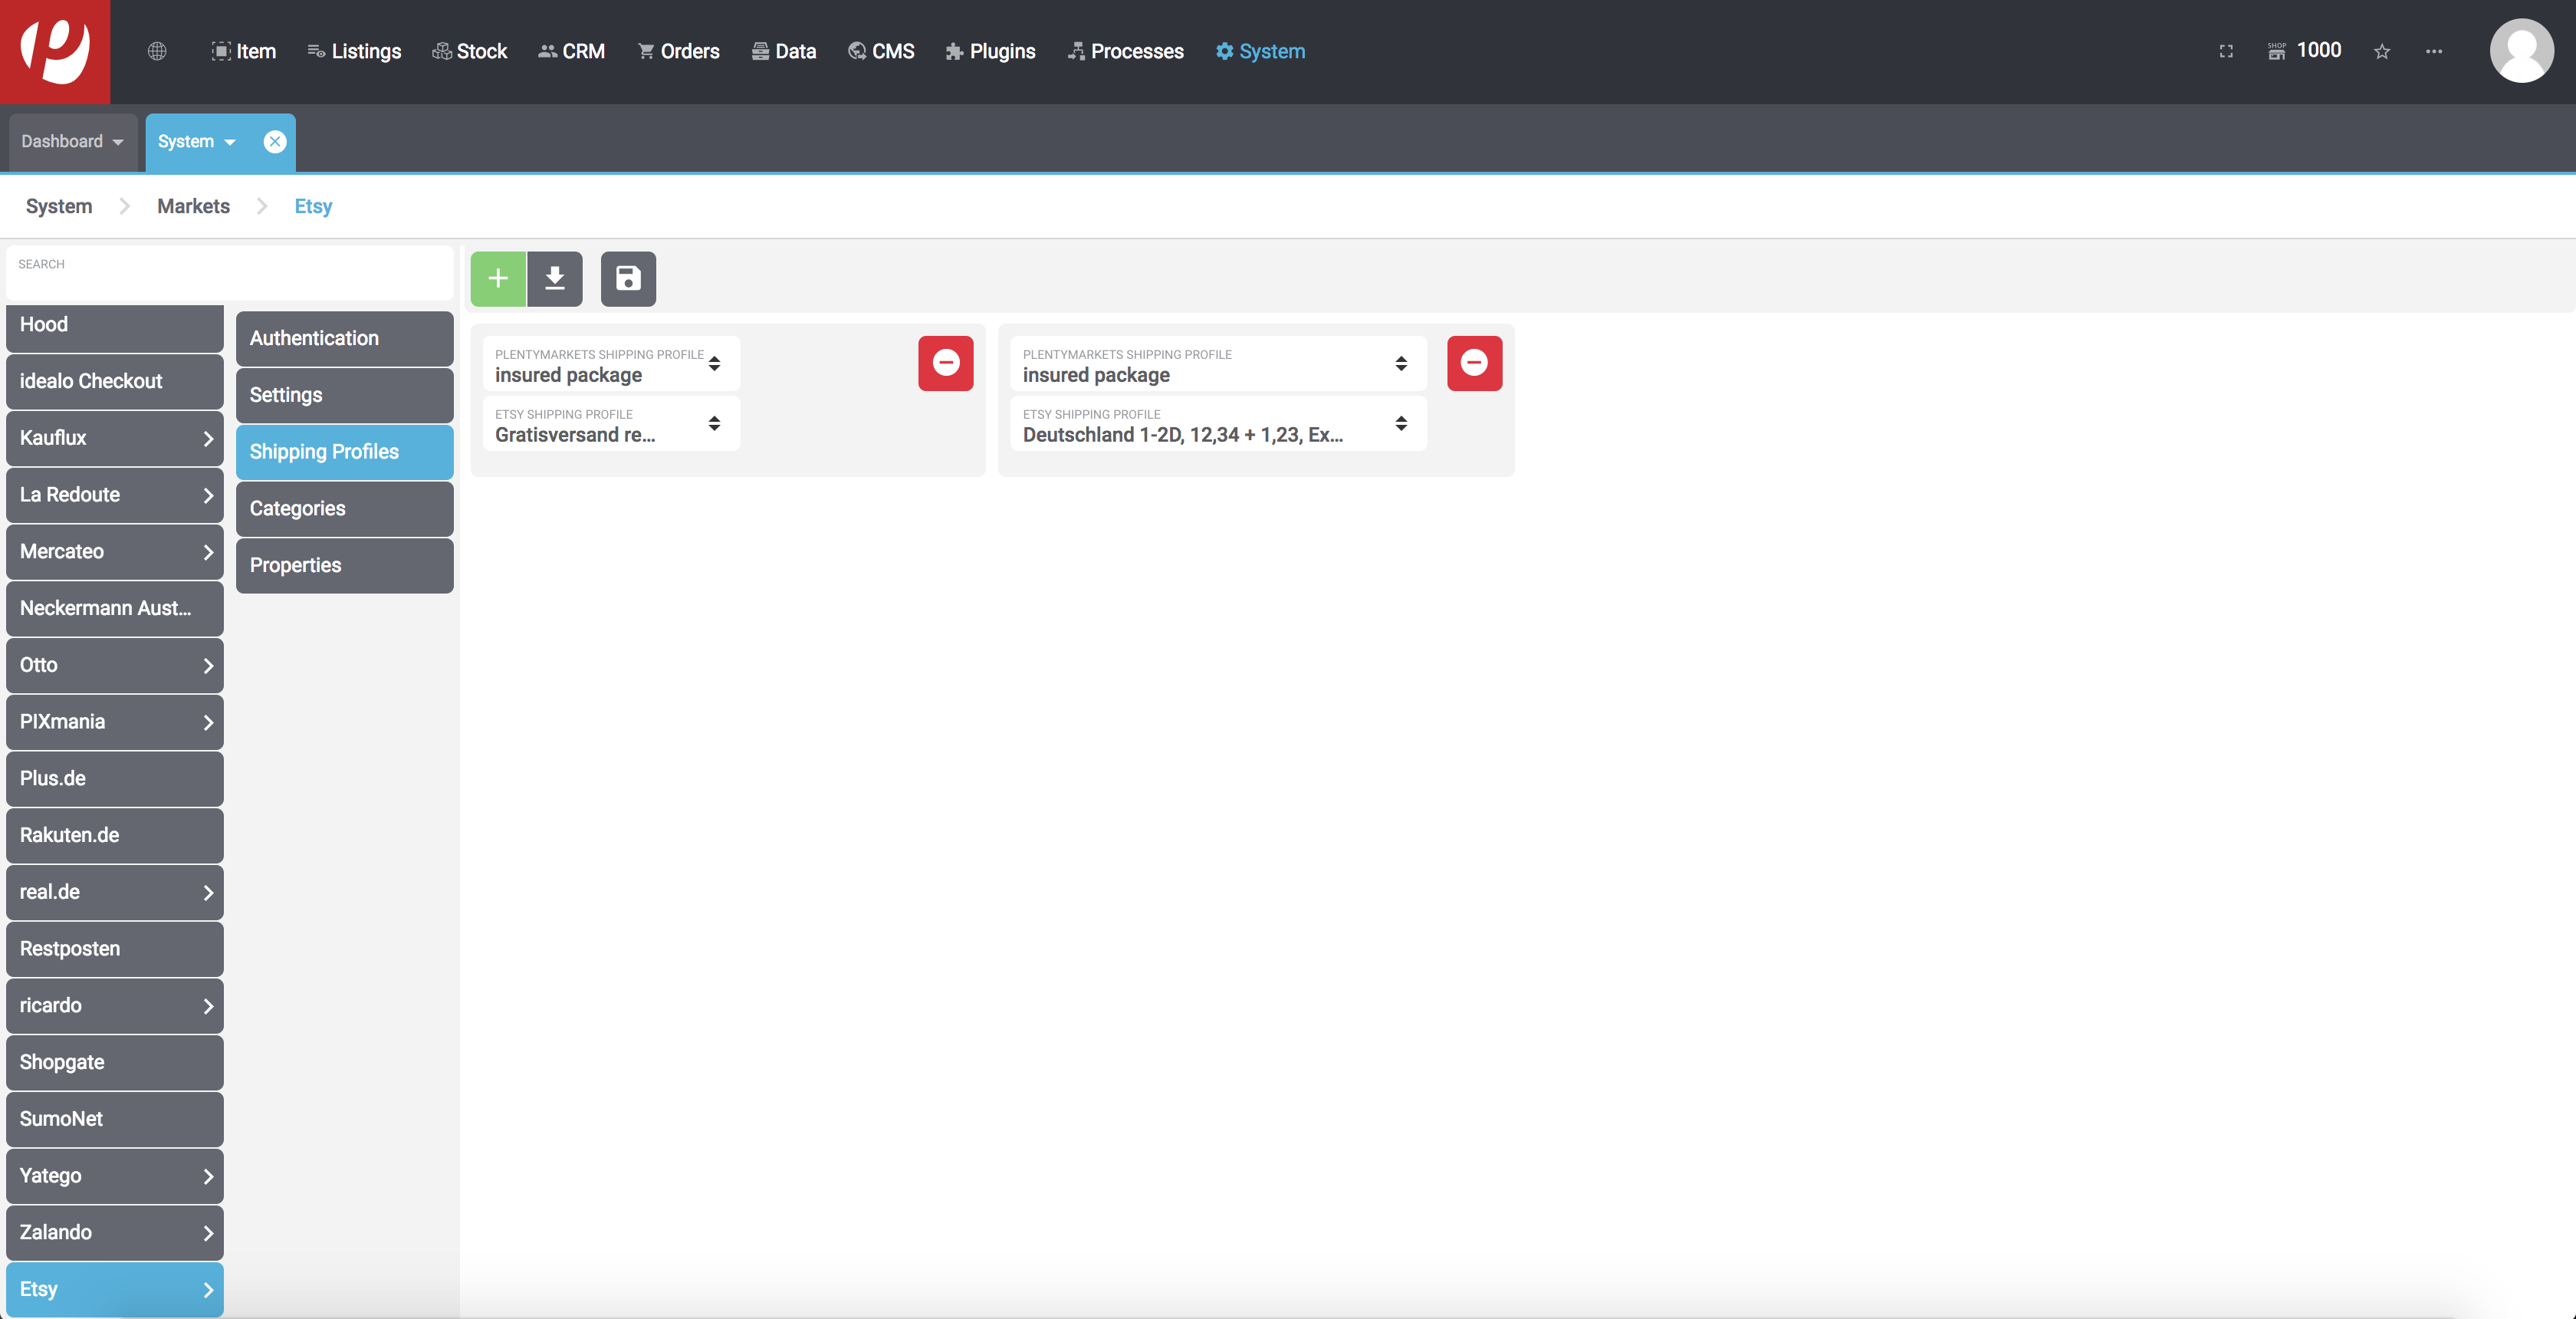 Item Listings Stock CRM Orders Data CMS Plugins Processes System SHOP 1000
Dashboard System
System Markets Etsy
SEARCH
Hood
idealo Checkout
Kauflux
La Redoute
Mercateo
Neckermann Aust...
Otto
PIXmania
Plus.de
Rakuten.de
real.de
Restposten
ricardo
Shopgate
SumoNet
Yatego
Zalando
Etsy
Authentication
Settings
Shipping Profiles
Categories
Properties
PLENTYMARKETS SHIPPING PROFILE
insured package
ETSY SHIPPING PROFILE
Gratisversand re...
PLENTYMARKETS SHIPPING PROFILE
insured package
ETSY SHIPPING PROFILE
Deutschland 1-2D, 12,34 + 1,23, Ex...